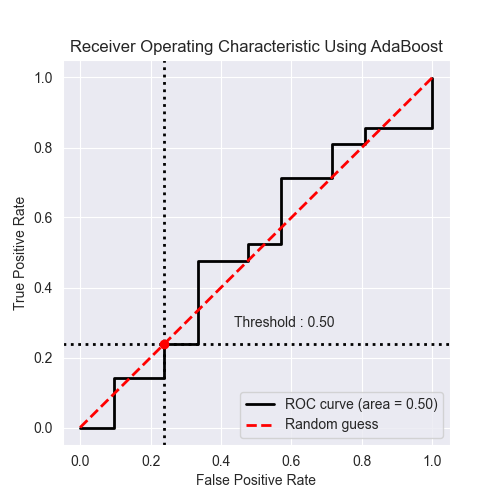 Receiver Operating Characteristic Using AdaBoost
True Positive Rate
1.0
0.8
0.6
0.4
0.2
0.0
Threshold : 0.50
ROC curve (area = 0.50)
Random guess
0.0 0.2 0.4 0.6 0.8 1.0
False Positive Rate